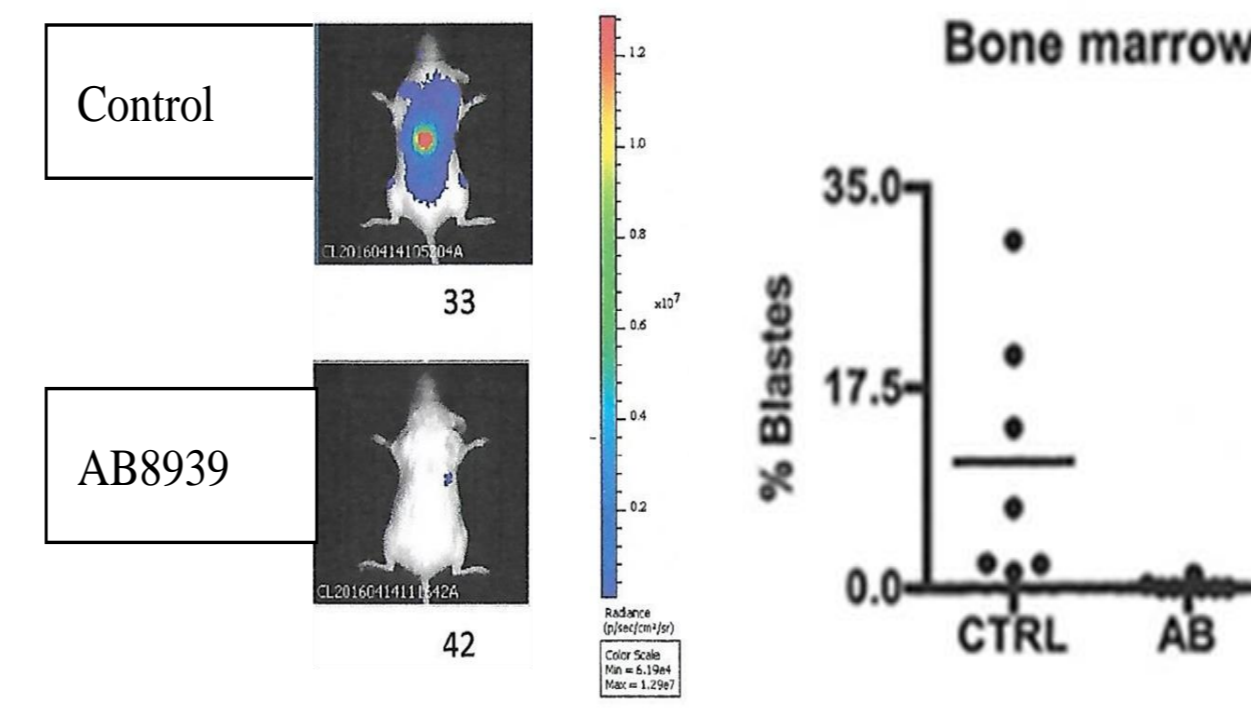 Control
CL20160414105204A
33
AB8939
CL20160414111642A
42
1.2
1.0
0.8
x10⁷
0.6
0.4
0.2
Radiance
(p/sec/cm²/sr)
Color Scale
Min = 6.19e4
Max = 1.29e7
Bone marrow
% Blastes
35.0
17.5
0.0
CTRL
AB